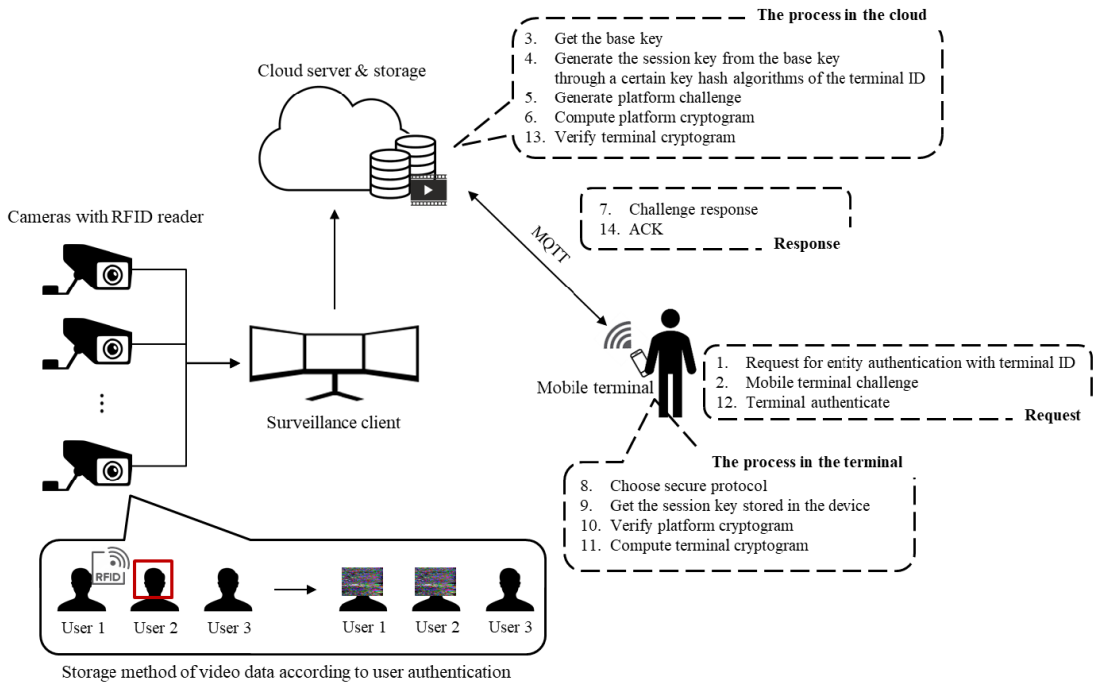 The process in the cloud
3. Get the base key
4. Generate the session key from the base key
through a certain key hash algorithms of the terminal ID
5. Generate platform challenge
6. Compute platform cryptogram
13. Verify terminal cryptogram
Cloud server & storage
7. Challenge response
14. ACK
Response
MQTT
Cameras with RFID reader
Surveillance client
Mobile terminal
1. Request for entity authentication with terminal ID
2. Mobile terminal challenge
12. Terminal authenticate
Request
The process in the terminal
8. Choose secure protocol
9. Get the session key stored in the device
10. Verify platform cryptogram
11. Compute terminal cryptogram
RFID
User 1
User 2
User 3
User 1
User 2
User 3
Storage method of video data according to user authentication